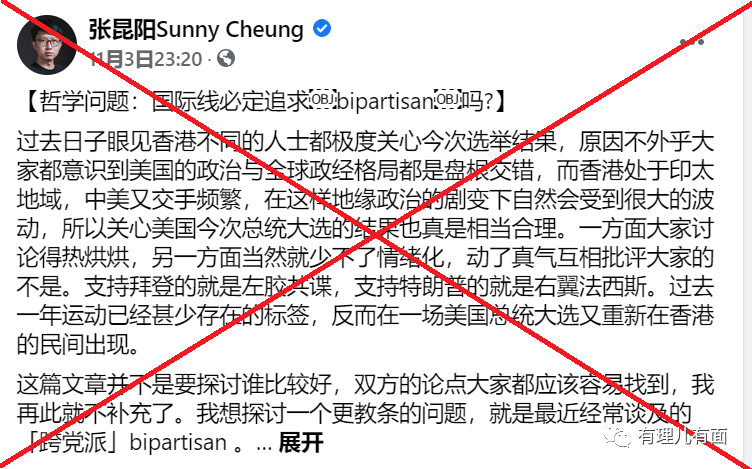 张昆阳Sunny Cheung
11月3日23:20 ·
【哲学问题：国际线必定追求OBJbipartisanOBJ吗?】
过去日子眼见香港不同的人士都极度关心今次选举结果，原因不外乎大
家都意识到美国的政治与全球政经格局都是盘根交错，而香港处于印太
地域，中美又交手频繁，在这样地缘政治的剧变下自然会受到很大的波
动，所以关心美国今次总统大选的结果也真是相当合理。一方面大家讨
论得热烘烘，另一方面当然就少不了情绪化，动了真气互相批评大家的
不是。支持拜登的就是左胶共谍，支持特朗普的就是右翼法西斯。过去
一年运动已经甚少存在的标签，反而在一场美国总统大选又重新在香港
的民间出现。
这篇文章并不是要探讨谁比较好，双方的论点大家都应该容易找到，我
再此就不补充了。我想探讨一个更教条的问题，就是最近经常谈及的
「跨党派」bipartisan 。... 展开
有理儿有面